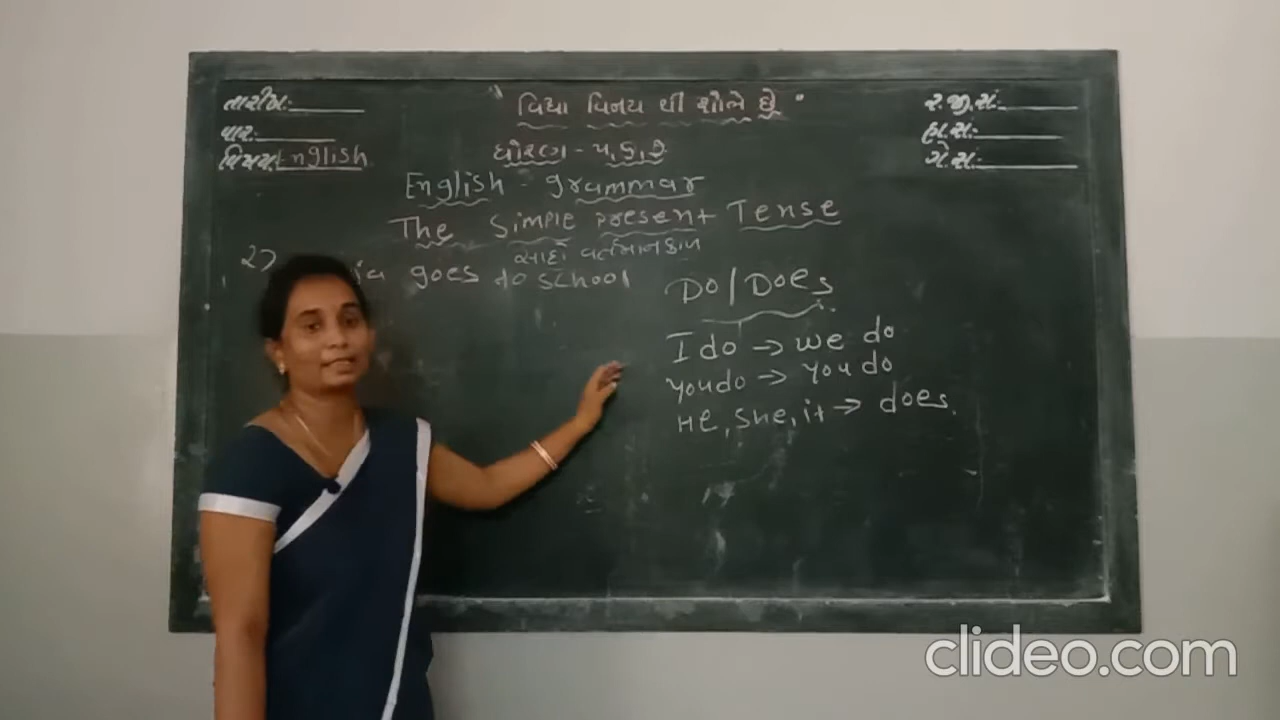 તારીખ:
વાર:
વિષય: English
" વિદ્યા વિનય થી શોભે છે "
ર.જી.સં.:
હા.સં.:
ગે.સં.:
ધોરણ - ૫,૬,૭
English - grammar
The Simple present Tense
સાદો વર્તમાનકાળ
2) goes to school
Do/Does
I do → we do
you do → you do
He, She, it → does.
clideo.com